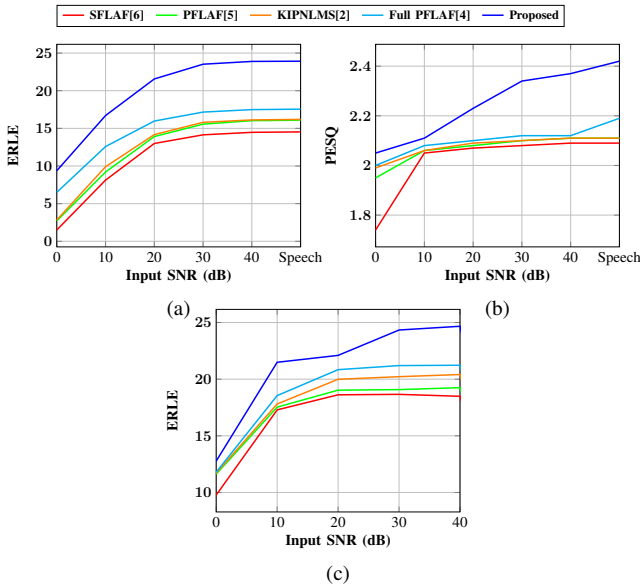 SFLAF[6] PFLAF[5] KIPNLMS[2] Full PFLAF[4] Proposed
25
20
15
10
5
0
ERLE
0 10 20 30 40 Speech
Input SNR (dB)
(a)
2.4
2.2
2
1.8
PESQ
0 10 20 30 40 Speech
Input SNR (dB)
(b)
25
20
15
10
ERLE
0 10 20 30 40
Input SNR (dB)
(c)